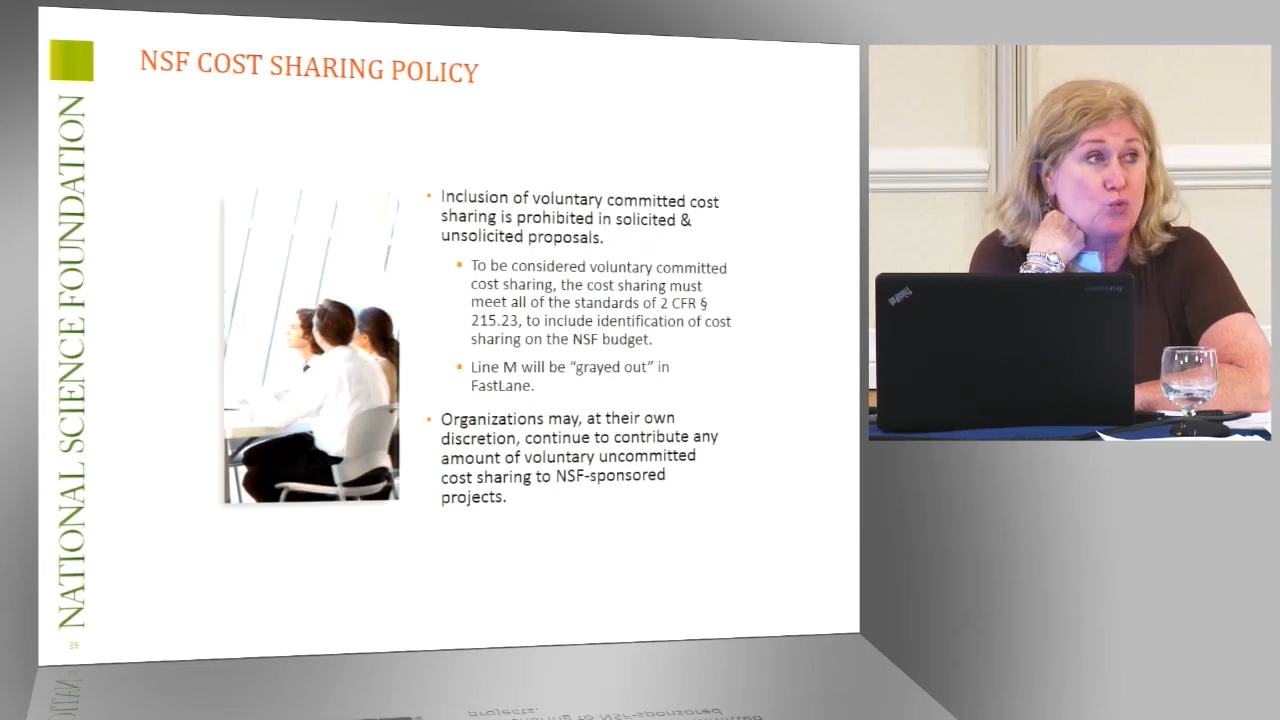 NSF COST SHARING POLICY
NATIONAL SCIENCE FOUNDATION
• Inclusion of voluntary committed cost
sharing is prohibited in solicited &
unsolicited proposals.
▪ To be considered voluntary committed
cost sharing, the cost sharing must
meet all of the standards of 2 CFR §
215.23, to include identification of cost
sharing on the NSF budget.
▪ Line M will be “grayed out” in
FastLane.
• Organizations may, at their own
discretion, continue to contribute any
amount of voluntary uncommitted
cost sharing to NSF-sponsored
projects.
ThinkPad